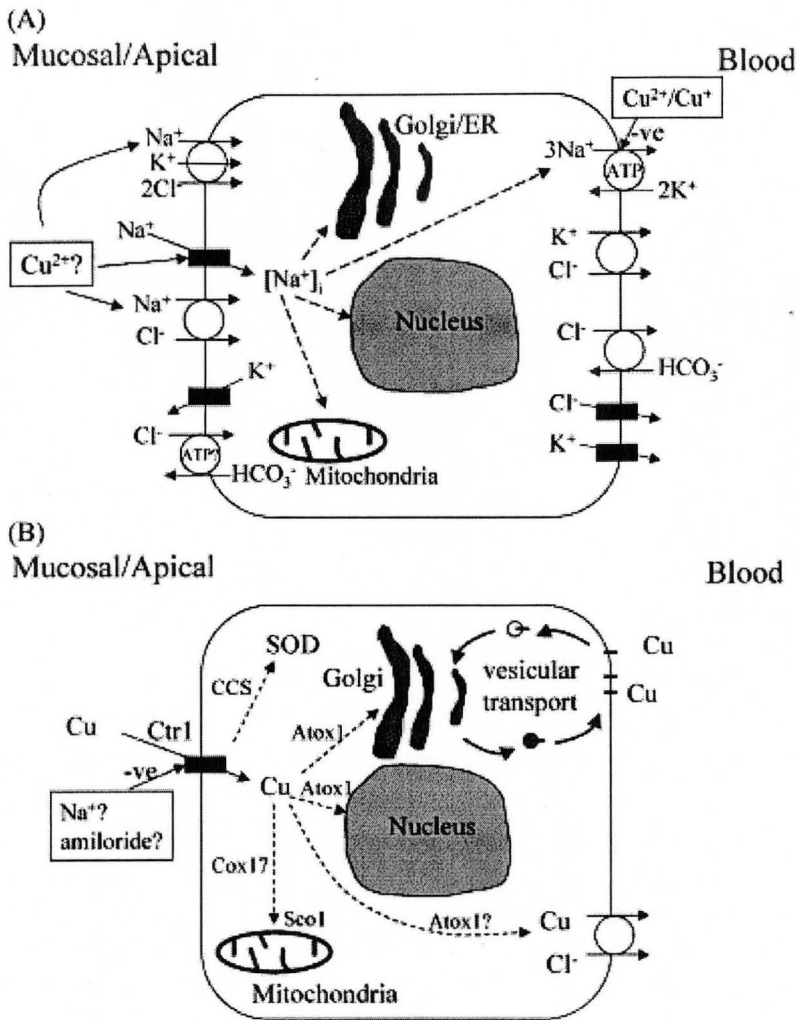 (A)
Mucosal/Apical
Blood
Cu²⁺/Cu⁺
-ve
Golgi/ER
Na⁺
K⁺
2Cl⁻
3Na⁺
ATP
2K⁺
Na⁺
Cu²⁺?
[Na⁺]ᵢ
K⁺
Cl⁻
Na⁺
Cl⁻
Nucleus
Cl⁻
HCO₃⁻
K⁺
Cl⁻
Cl⁻
K⁺
ATP?
HCO₃⁻
Mitochondria
(B)
Mucosal/Apical
Blood
SOD
CCS
Golgi
vesicular
transport
Cu
Cu
Cu
Ctr1
Atox1
-ve
Cu
Atox1
Na⁺?
amiloride?
Nucleus
Cox17
Sco1
Atox1?
Cu
Cl⁻
Mitochondria